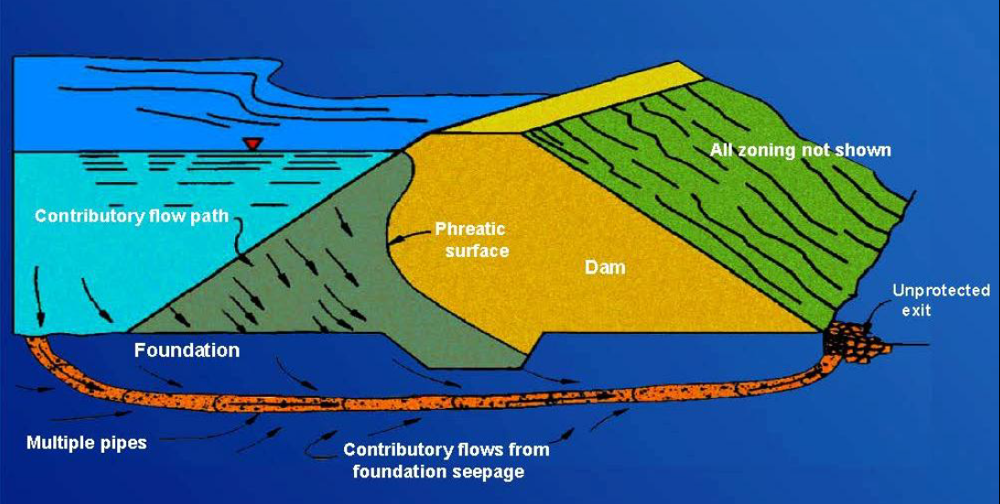 All zoning not shown
Contributory flow path
Phreatic
surface
Dam
Unprotected
exit
Foundation
Multiple pipes
Contributory flows from
foundation seepage